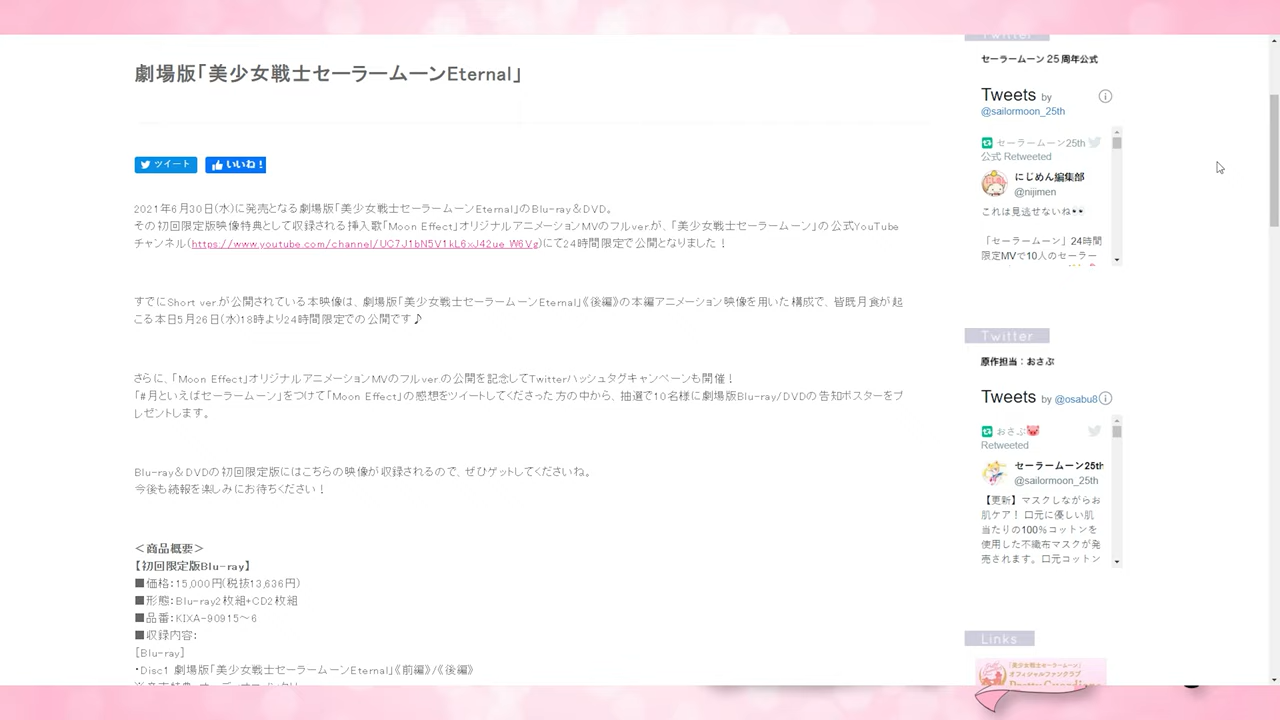 劇場版「美少女戦士セーラームーンEternal」
ツイート
いいね！
2021年6月30日(水)に発売となる劇場版「美少女戦士セーラームーンEternal」のBlu-ray＆DVD。
その初回限定版映像特典として収録される挿入歌「Moon Effect」オリジナルアニメーションMVのフルver.が、「美少女戦士セーラームーン」の公式YouTube
チャンネル(https://www.youtube.com/channel/UC7J1bN5V1kL6xJ42ue_W6Vg)にて24時間限定で公開となりました！
すでにShort ver.が公開されている本映像は、劇場版「美少女戦士セーラームーンEternal」《後編》の本編アニメーション映像を用いた構成で、皆既月食が起
こる本日5月26日(水)18時より24時間限定での公開です♪
さらに、「Moon Effect」オリジナルアニメーションMVのフルver.の公開を記念してTwitterハッシュタグキャンペーンも開催！
「#月といえばセーラームーン」をつけて「Moon Effect」の感想をツイートしてくださった方の中から、抽選で10名様に劇場版Blu-ray/DVDの告知ポスターをプ
レゼントします。
Blu-ray＆DVDの初回限定版にはこちらの映像が収録されるので、ぜひゲットしてくださいね。
今後も続報を楽しみにお待ちください！
＜商品概要＞
【初回限定版Blu-ray】
■価格：15,000円(税抜13,636円)
■形態：Blu-ray2枚組+CD2枚組
■品番：KIXA-90915～6
■収録内容：
[Blu-ray]
・Disc1 劇場版「美少女戦士セーラームーンEternal」《前編》/《後編》
Twitter
セーラームーン25周年公式
Tweets by
@sailormoon_25th
セーラームーン25th
公式 Retweeted
にじめん編集部
@nijimen
これは見逃せないね👀
「セーラームーン」24時間
限定MVで10人のセーラー
Twitter
原作担当：おさぶ
Tweets by @osabu8
おさぶ🐷
Retweeted
セーラームーン25th
@sailormoon_25th
【更新】マスクしながらお
肌ケア！ 口元に優しい肌
当たりの100％コットンを
使用した不織布マスクが発
売されます。口元コットン
Links
「美少女戦士セーラームーン」
オフィシャルファンクラブ
Pretty Guardians